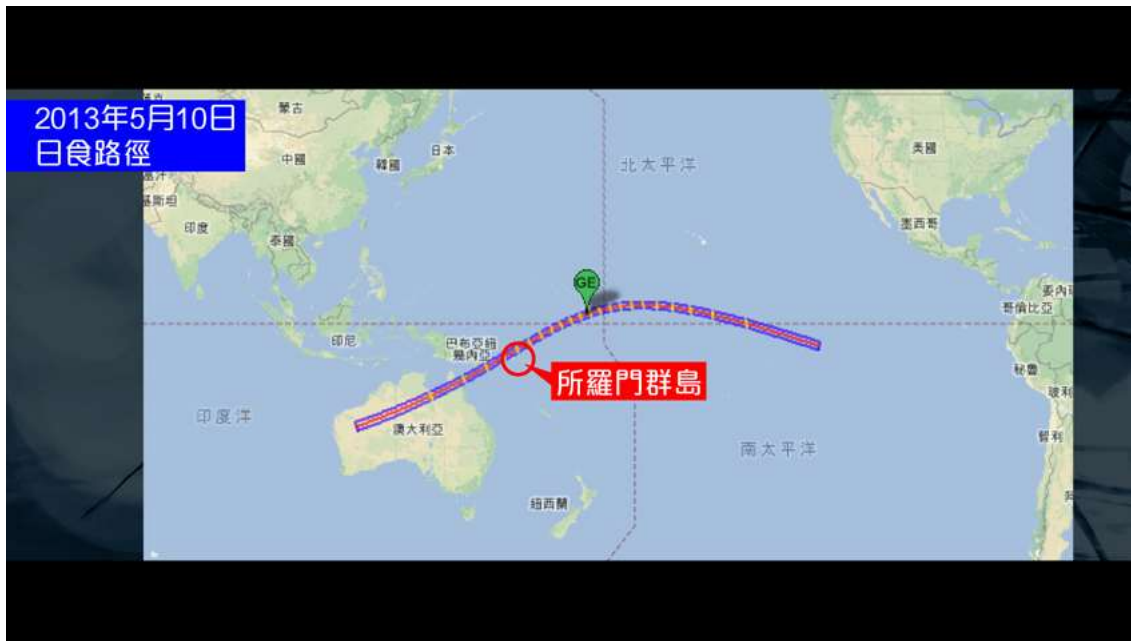 2013年5月10日
日食路徑
蒙古
中國
韓國
日本
北太平洋
美國
墨西哥
基斯坦
印度
泰國
GE
委內
哥倫比亞
印尼
巴布亞紐
幾內亞
所羅門群島
秘魯
玻利
印度洋
澳大利亞
南太平洋
智利
紐西蘭
阿